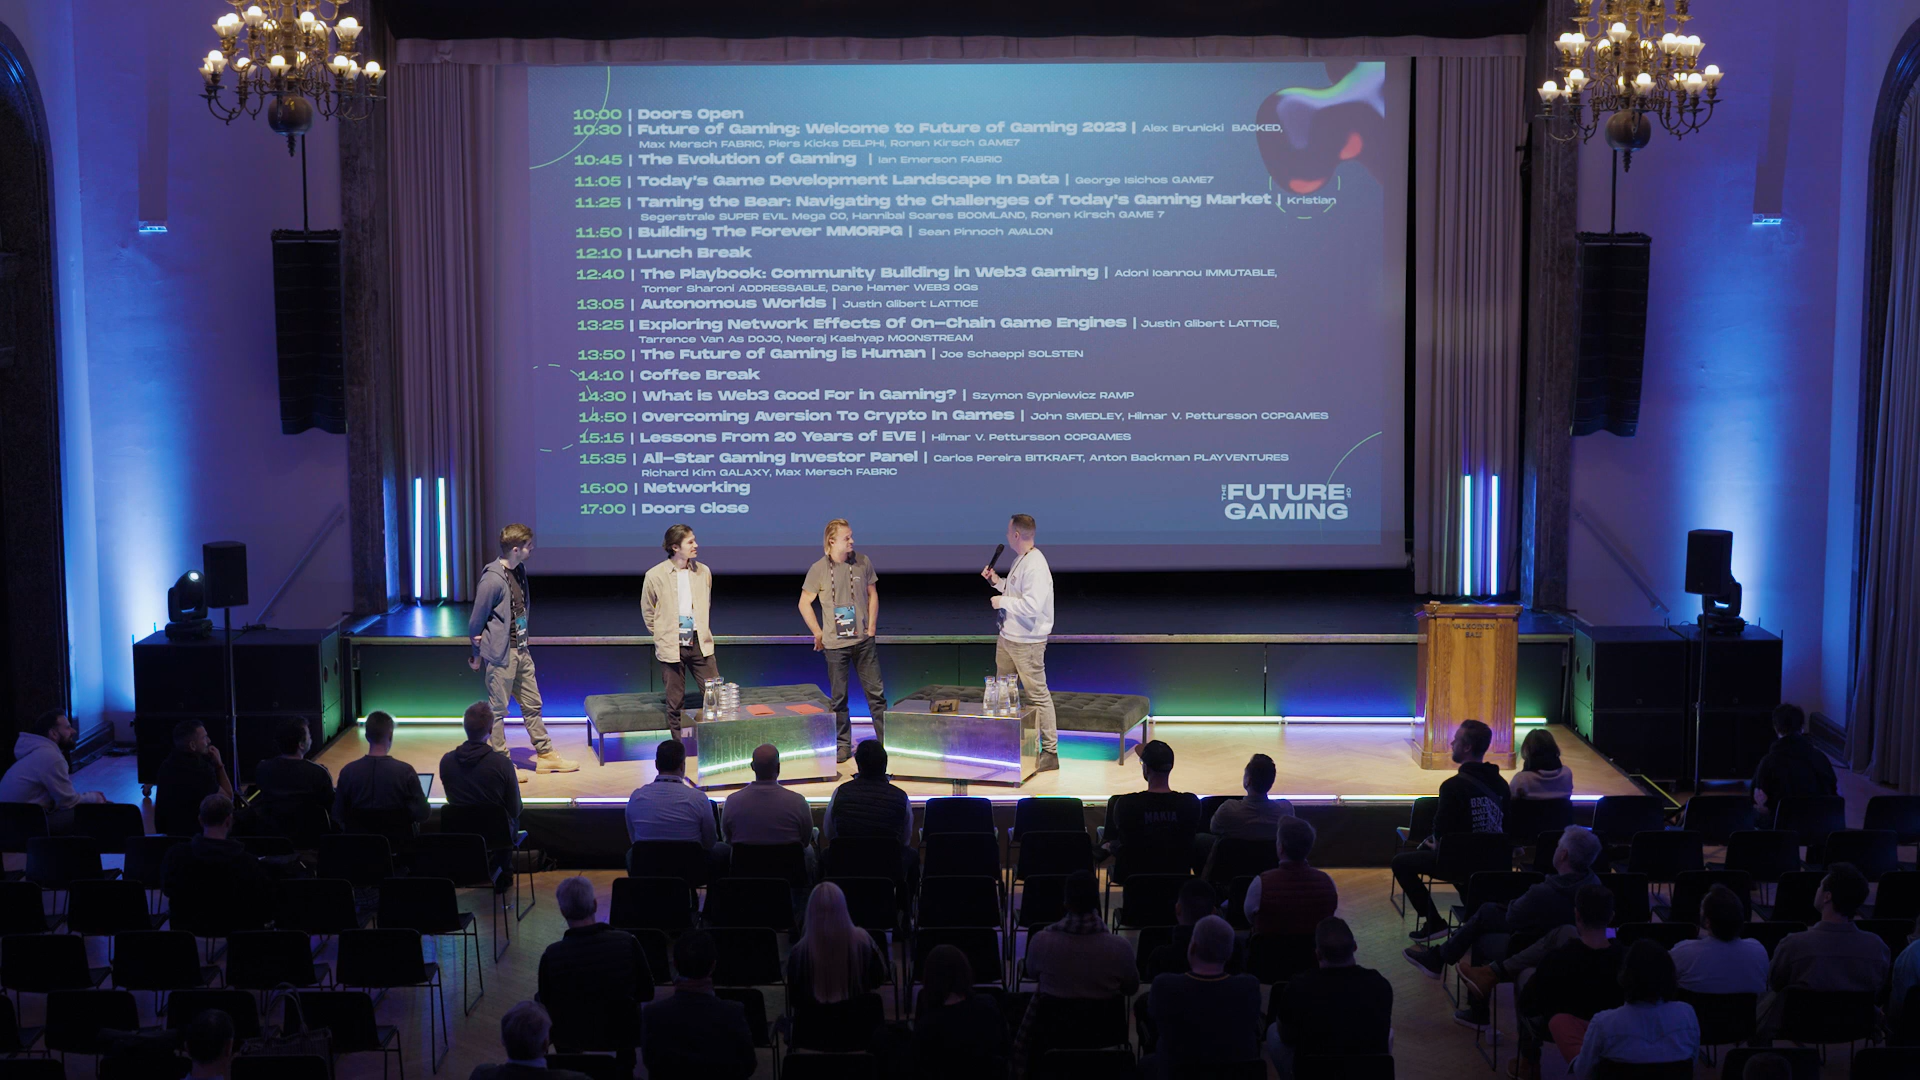 10:00 | Doors Open
10:30 | Future of Gaming: Welcome to Future of Gaming 2023 | Alex Brunicki BACKED,
Max Mersch FABRIC, Piers Kicks DELPHI, Ronen Kirsch GAME7
10:45 | The Evolution of Gaming | Ian Emerson FABRIC
11:05 | Today's Game Development Landscape In Data | George Isichos GAME7
11:25 | Taming the Bear: Navigating the Challenges of Today's Gaming Market | Kristian
Segerstrale SUPER EVIL Mega CO, Hannibal Soares BOOMLAND, Ronen Kirsch GAME 7
11:50 | Building The Forever MMORPG | Sean Pinnoch AVALON
12:10 | Lunch Break
12:40 | The Playbook: Community Building in Web3 Gaming | Adoni Ioannou IMMUTABLE,
Tomer Sharoni ADDRESSABLE, Dane Hamer WEB3 OGs
13:05 | Autonomous Worlds | Justin Glibert LATTICE
13:25 | Exploring Network Effects Of On-Chain Game Engines | Justin Glibert LATTICE,
Tarrence Van As DOJO, Neeraj Kashyap MOONSTREAM
13:50 | The Future of Gaming is Human | Joe Schaeppi SOLSTEN
14:10 | Coffee Break
14:30 | What is Web3 Good For in Gaming? | Szymon Sypniewicz RAMP
14:50 | Overcoming Aversion To Crypto In Games | John SMEDLEY, Hilmar V. Pettursson CCPGAMES
15:15 | Lessons From 20 Years of EVE | Hilmar V. Pettursson CCPGAMES
15:35 | All-Star Gaming Investor Panel | Carlos Pereira BITKRAFT, Anton Backman PLAYVENTURES
Richard Kim GALAXY, Max Mersch FABRIC
16:00 | Networking
17:00 | Doors Close
THE FUTURE OF
GAMING
VALKOINEN
SALI